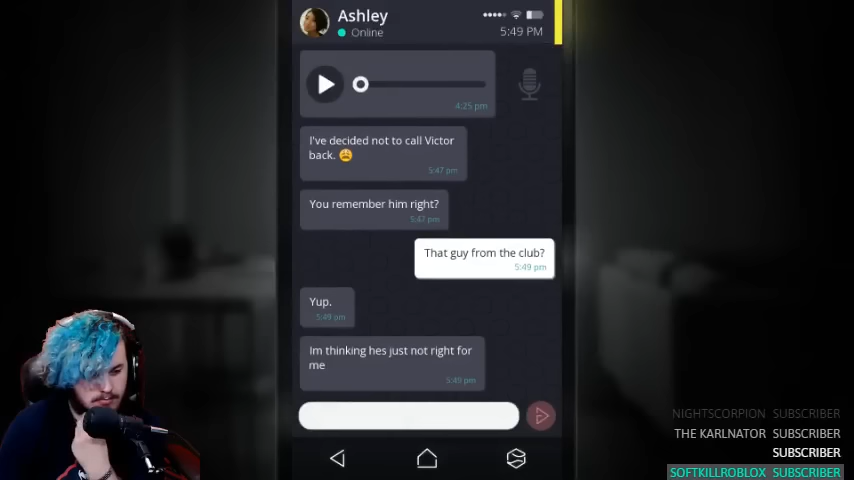 Ashley
Online
5:49 PM
4:25 pm
I've decided not to call Victor
back. 😩
5:47 pm
You remember him right?
5:47 pm
That guy from the club?
5:49 pm
Yup.
5:49 pm
Im thinking hes just not right for
me
5:49 pm
NIGHTSCORPION SUBSCRIBER
THE KARLNATOR SUBSCRIBER
SUBSCRIBER
SOFTKILLROBLOX SUBSCRIBER